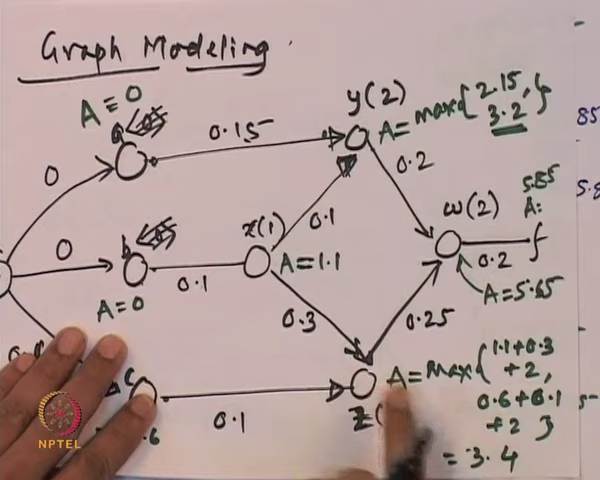 Graph Modeling.
A = 0
a
0
0.15
y(2)
A = max{2.15,
3.2}
85
5.85
A:
0.2
0
b
x(1)
0.1
w(2)
A = 1.1
0.1
0.2
A = 0
A = 5.65
0.3
0.25
c
A = max{1.1+0.3
+2,
0.6+0.1
+2}
= 3.4
0.1
z(
NPTEL